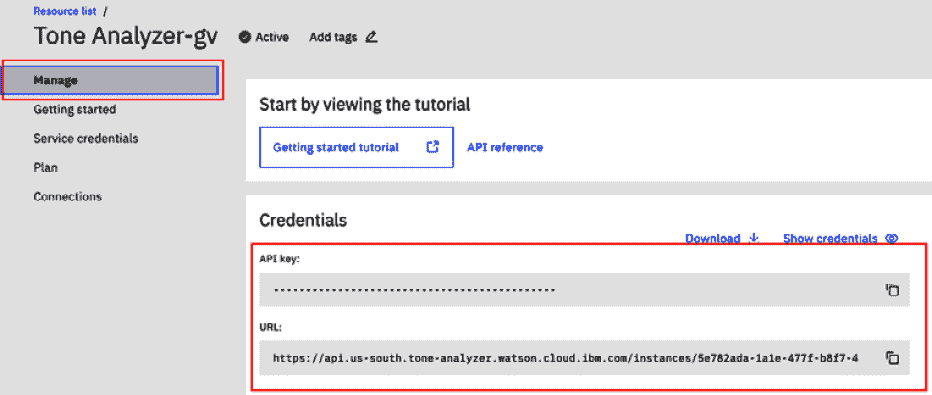 Resource list /
Tone Analyzer-gv Active Add tags
Manage
Getting started
Service credentials
Plan
Connections
Start by viewing the tutorial
Getting started tutorial API reference
Credentials
Download Show credentials
API key:
--------------------------------------------
URL:
https://api.us-south.tone-analyzer.watson.cloud.ibm.com/instances/5e782ada-1a1e-477f-b8f7-4